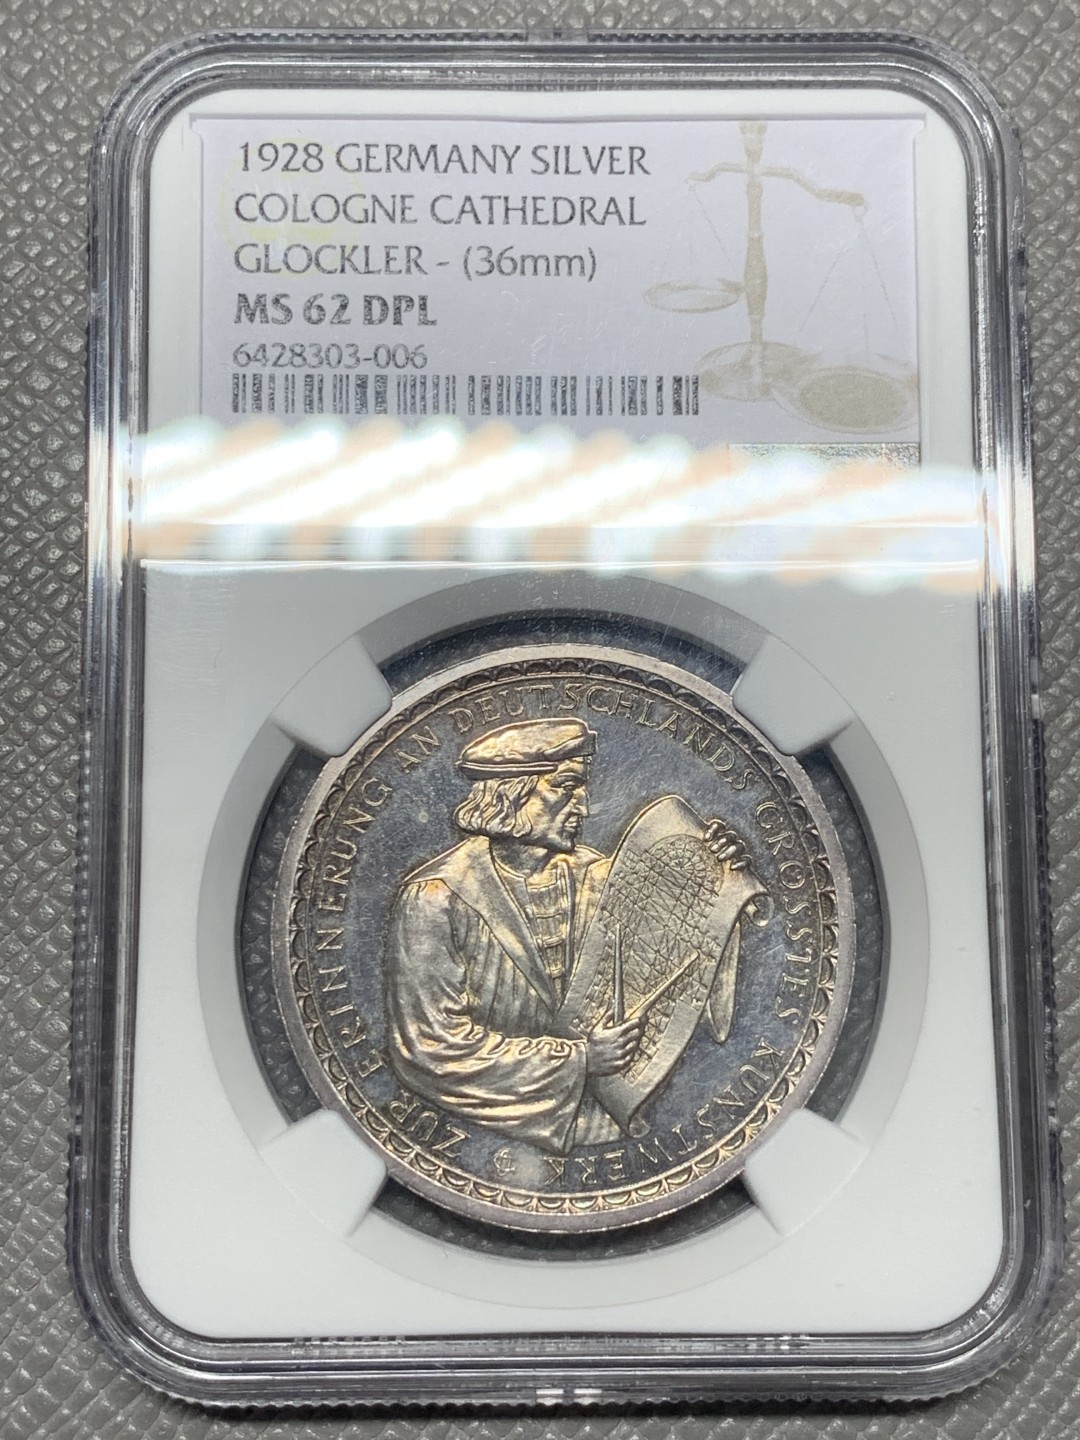 1928 GERMANY SILVER
COLOGNE CATHEDRAL
GLOCKLER - (36mm)
MS 62 DPL
6428303-006
ZUR ERINNERUNG AN DEUTSCHLANDS GROSSTES KUNSTWERK